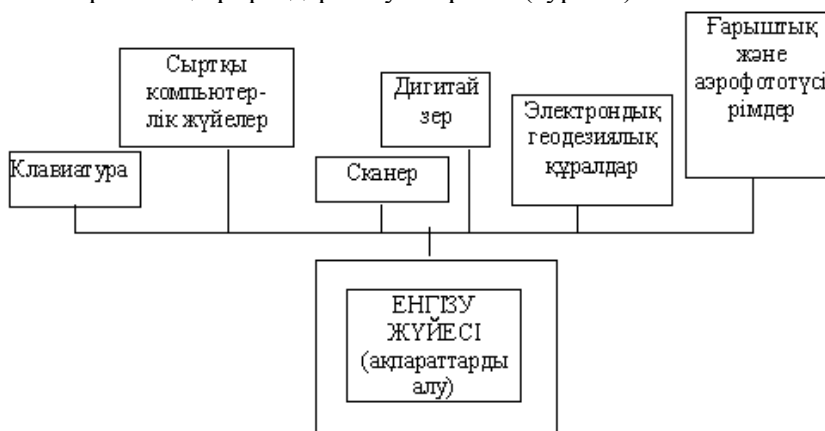 Клавиатура
Сыртқы
компьютер-
лік жүйелер
Сканер
Дигитай
зер
Электрондық
геодезиялық
құралдар
Ғарыштық
және
аэрофототүсі
рімдер
ЕНГІЗУ
ЖҮЙЕСІ
(ақпараттарды
алу)